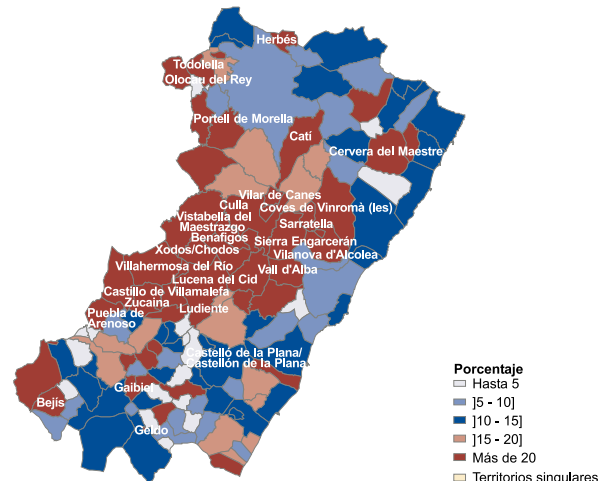 Herbés
Todolella
Olocau del Rey
Portell de Morella
Catí
Cervera del Maestre
Vilar de Canes
Culla
Coves de Vinromà (les)
Vistabella del
Maestrazgo
Sarratella
Benafigos
Sierra Engarcerán
Xodos/Chodos
Vilanova d'Alcolea
Villahermosa del Río
Vall d'Alba
Lucena del Cid
Castillo de Villamalefa
Zucaina
Ludiente
Puebla de
Arenoso
Castelló de la Plana/
Castellón de la Plana
Gaibiel
Bejís
Geldo
Porcentaje
Hasta 5
]5 - 10]
]10 - 15]
]15 - 20]
Más de 20
Territorios singulares